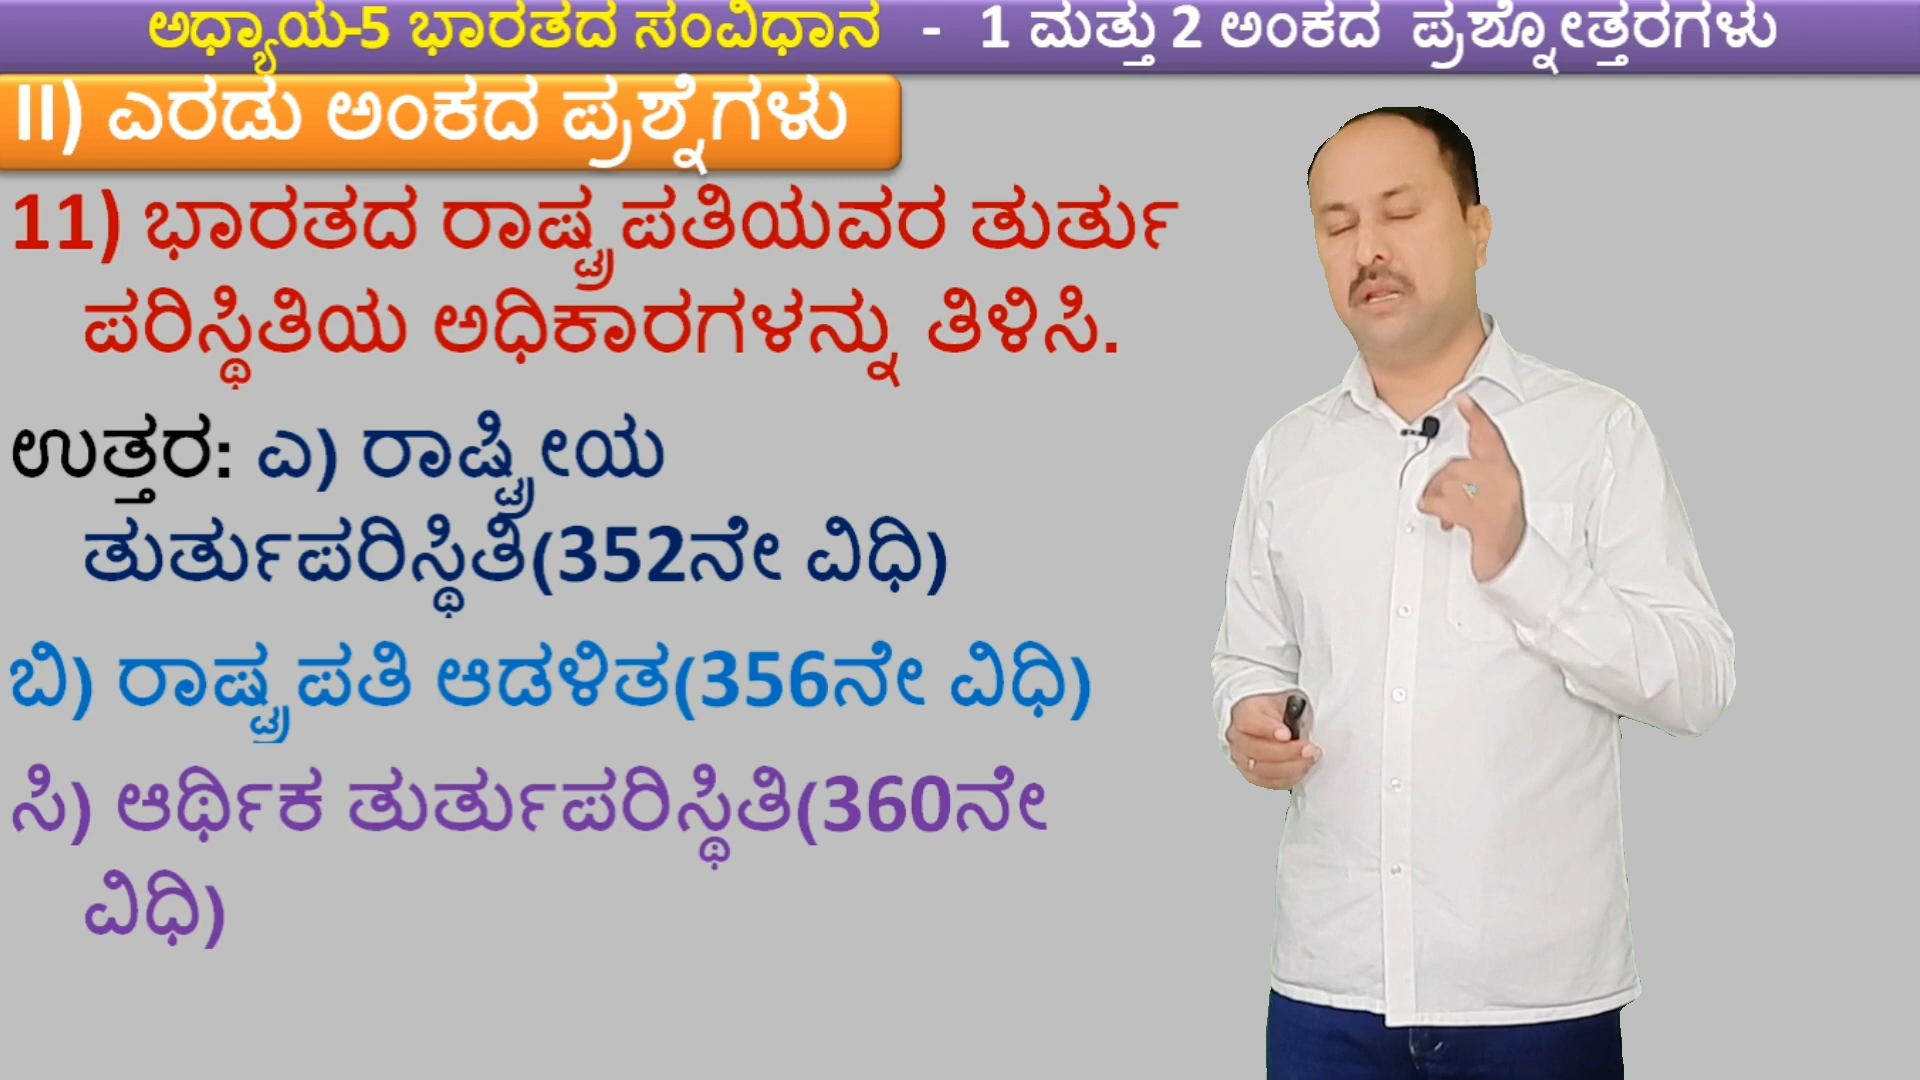 ಅಧ್ಯಾಯ-5 ಭಾರತದ ಸಂವಿಧಾನ - 1 ಮತ್ತು 2 ಅಂಕದ ಪ್ರಶ್ನೋತ್ತರಗಳು
II) ಎರಡು ಅಂಕದ ಪ್ರಶ್ನೆಗಳು
11) ಭಾರತದ ರಾಷ್ಟ್ರಪತಿಯವರ ತುರ್ತು
ಪರಿಸ್ಥಿತಿಯ ಅಧಿಕಾರಗಳನ್ನು ತಿಳಿಸಿ.
ಉತ್ತರ: ಎ) ರಾಷ್ಟ್ರೀಯ
ತುರ್ತುಪರಿಸ್ಥಿತಿ(352ನೇ ವಿಧಿ)
ಬಿ) ರಾಷ್ಟ್ರಪತಿ ಆಡಳಿತ(356ನೇ ವಿಧಿ)
ಸಿ) ಆರ್ಥಿಕ ತುರ್ತುಪರಿಸ್ಥಿತಿ(360ನೇ
ವಿಧಿ)